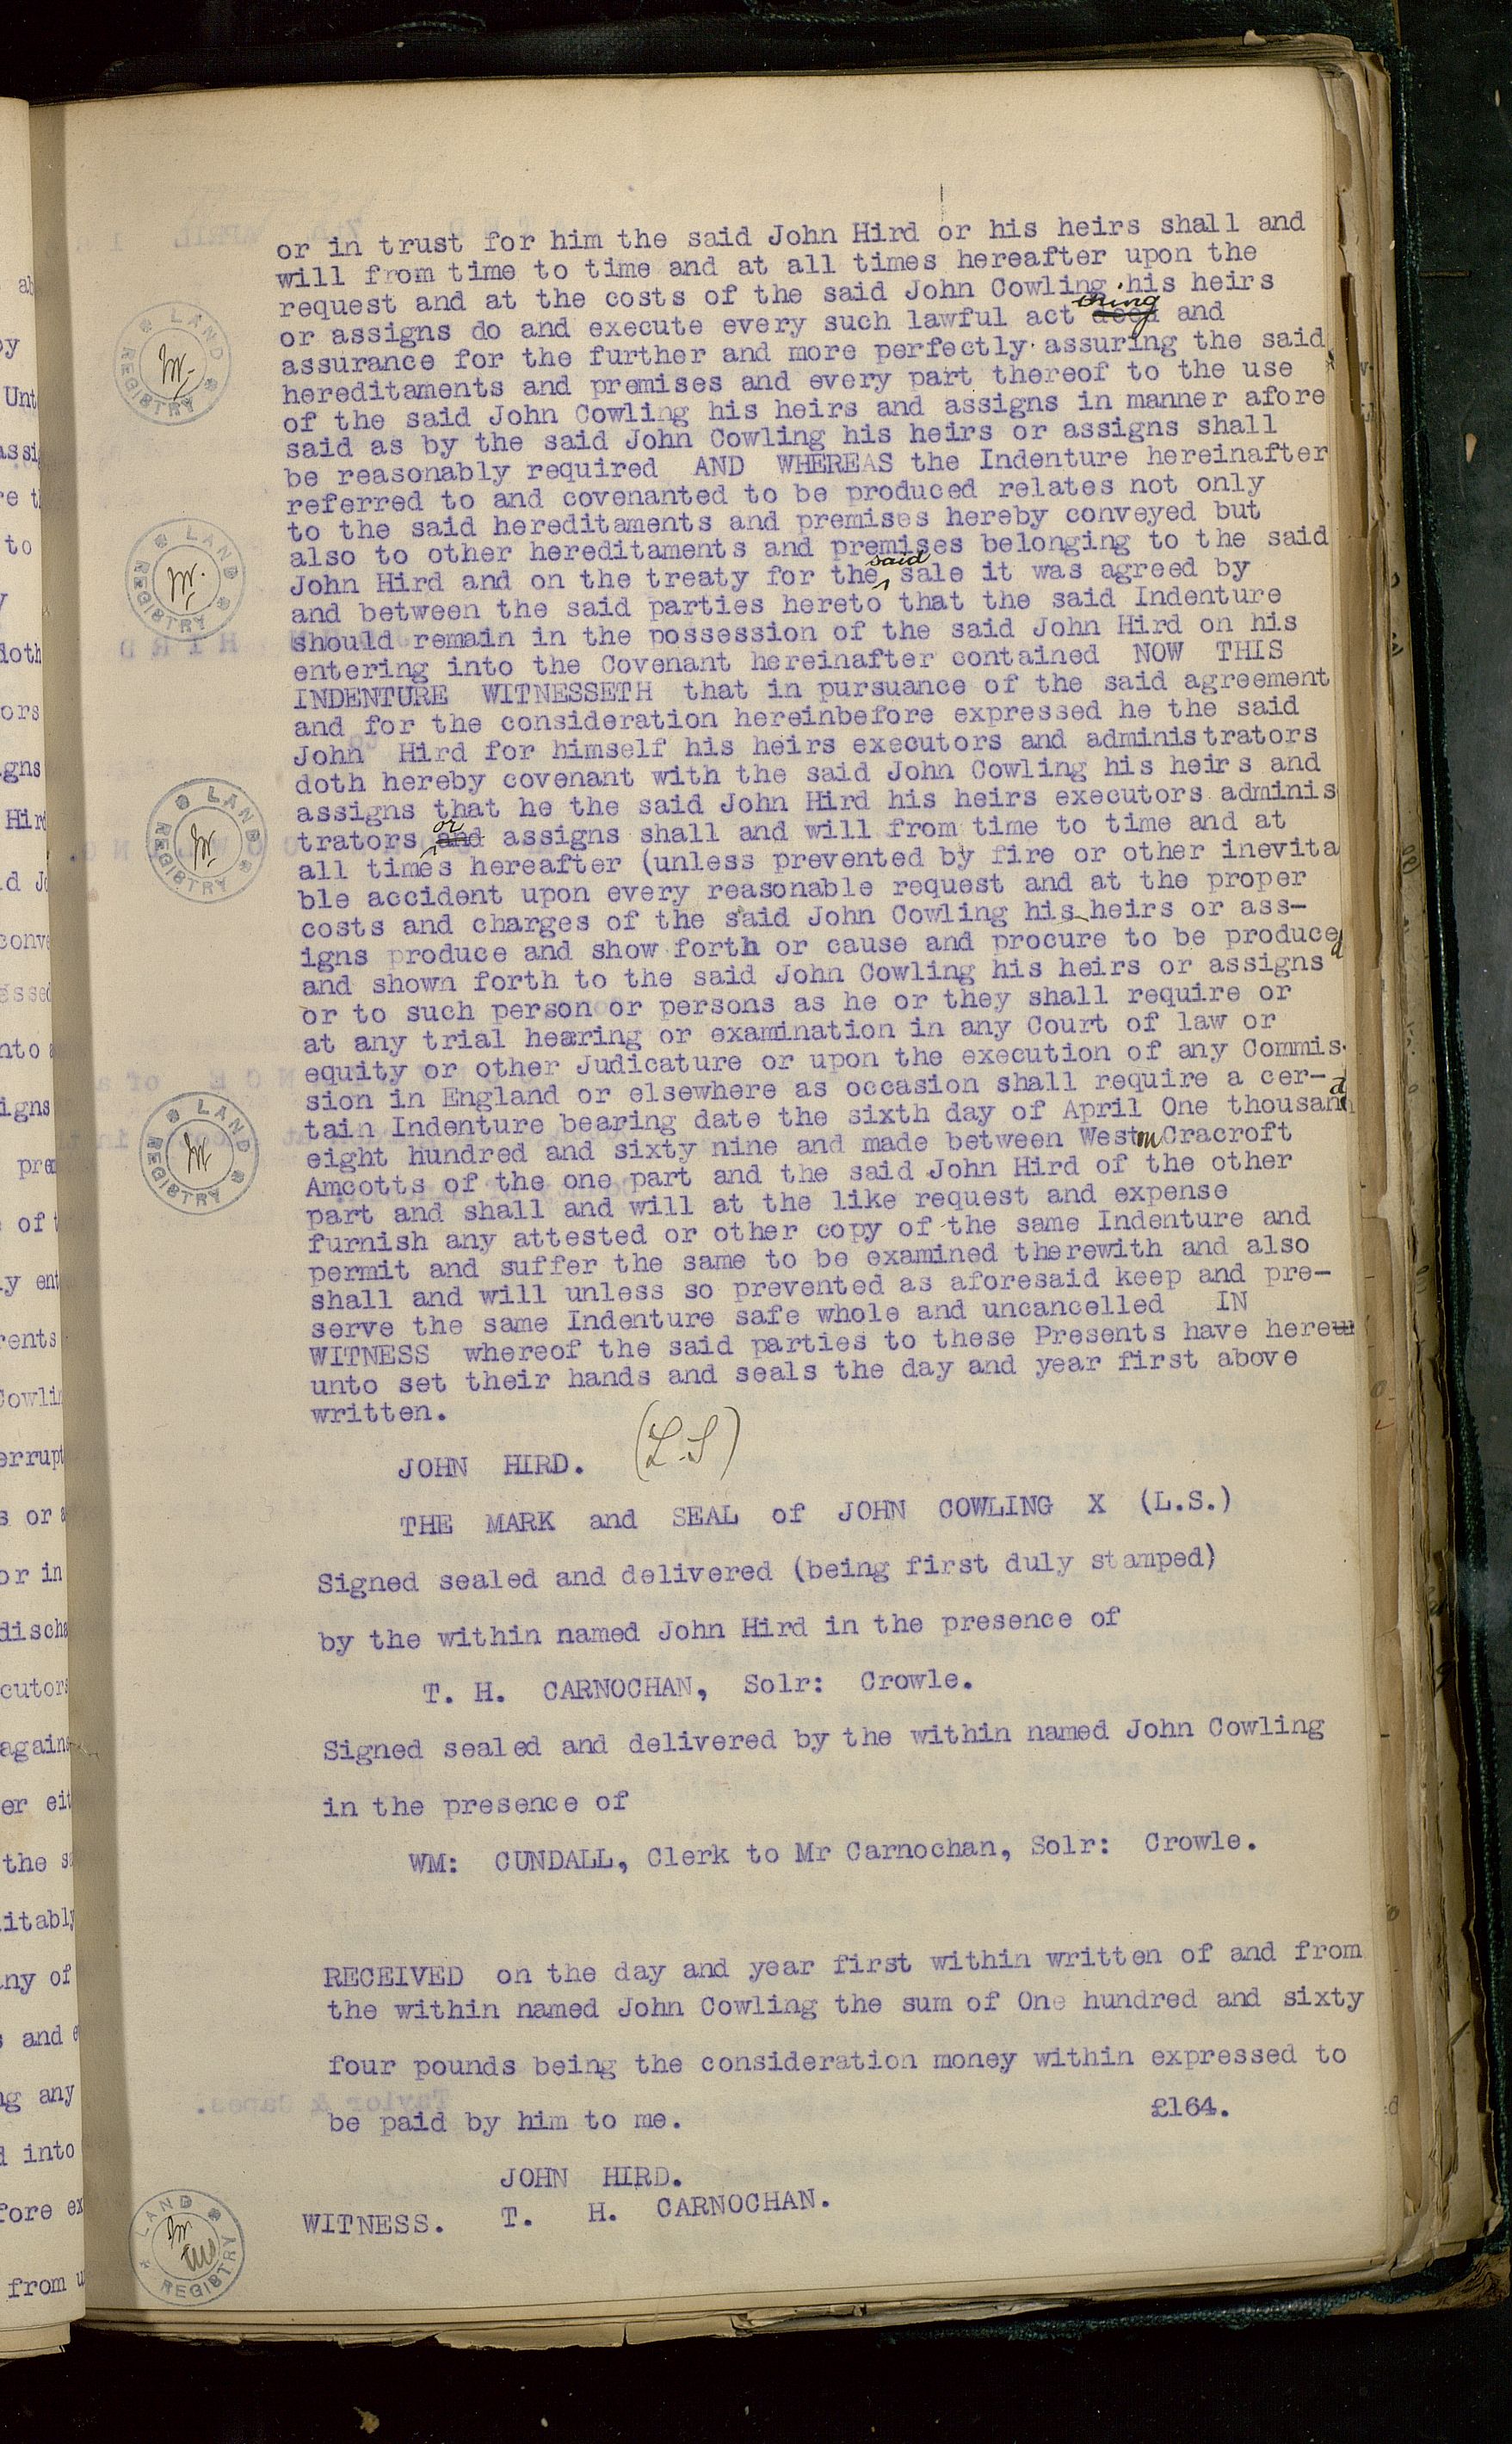 or in trust for him the said John Hird or his heirs shall and
will from time to time and at all times hereafter upon the
request and at the costs of the said John Cowling his heirs
or assigns do and execute every such lawful act thing and
assurance for the further and more perfectly assuring the said
hereditaments and premises and every part thereof to the use
of the said John Cowling his heirs and assigns in manner afore
said as by the said John Cowling his heirs or assigns shall
be reasonably required AND WHEREAS the Indenture hereinafter
referred to and covenanted to be produced relates not only
to the said hereditaments and premises hereby conveyed but
also to other hereditaments and premises belonging to the said
John Hird and on the treaty for the said sale it was agreed by
and between the said parties hereto that the said Indenture
should remain in the possession of the said John Hird on his
entering into the Covenant hereinafter contained NOW THIS
INDENTURE WITNESSETH that in pursuance of the said agreement
and for the consideration hereinbefore expressed he the said
John Hird for himself his heirs executors and administrators
doth hereby covenant with the said John Cowling his heirs and
assigns that he the said John Hird his heirs executors adminis
trators or assigns shall and will from time to time and at
all times hereafter (unless prevented by fire or other inevita
ble accident upon every reasonable request and at the proper
costs and charges of the said John Cowling his heirs or ass-
igns produce and show forth or cause and procure to be produced
and shown forth to the said John Cowling his heirs or assigns
or to such person or persons as he or they shall require or
at any trial hearing or examination in any Court of law or
equity or other Judicature or upon the execution of any Commis-
sion in England or elsewhere as occasion shall require a cer-
tain Indenture bearing date the sixth day of April One thousand
eight hundred and sixty nine and made between Weston Cracroft
Amcotts of the one part and the said John Hird of the other
part and shall and will at the like request and expense
furnish any attested or other copy of the same Indenture and
permit and suffer the same to be examined therewith and also
shall and will unless so prevented as aforesaid keep and pre-
serve the same Indenture safe whole and uncancelled IN
WITNESS whereof the said parties to these Presents have here
unto set their hands and seals the day and year first above
written.
JOHN HIRD. (L.S)
THE MARK and SEAL of JOHN COWLING X (L.S.)
Signed sealed and delivered (being first duly stamped)
by the within named John Hird in the presence of
T. H. CARNOCHAN, Solr: Crowle.
Signed sealed and delivered by the within named John Cowling
in the presence of
WM: CUNDALL, Clerk to Mr Carnochan, Solr: Crowle.
RECEIVED on the day and year first within written of and from
the within named John Cowling the sum of One hundred and sixty
four pounds being the consideration money within expressed to
be paid by him to me. £164.
JOHN HIRD.
WITNESS. T. H. CARNOCHAN.
LAND REGISTRY
LAND REGISTRY
LAND REGISTRY
LAND REGISTRY
LAND REGISTRY